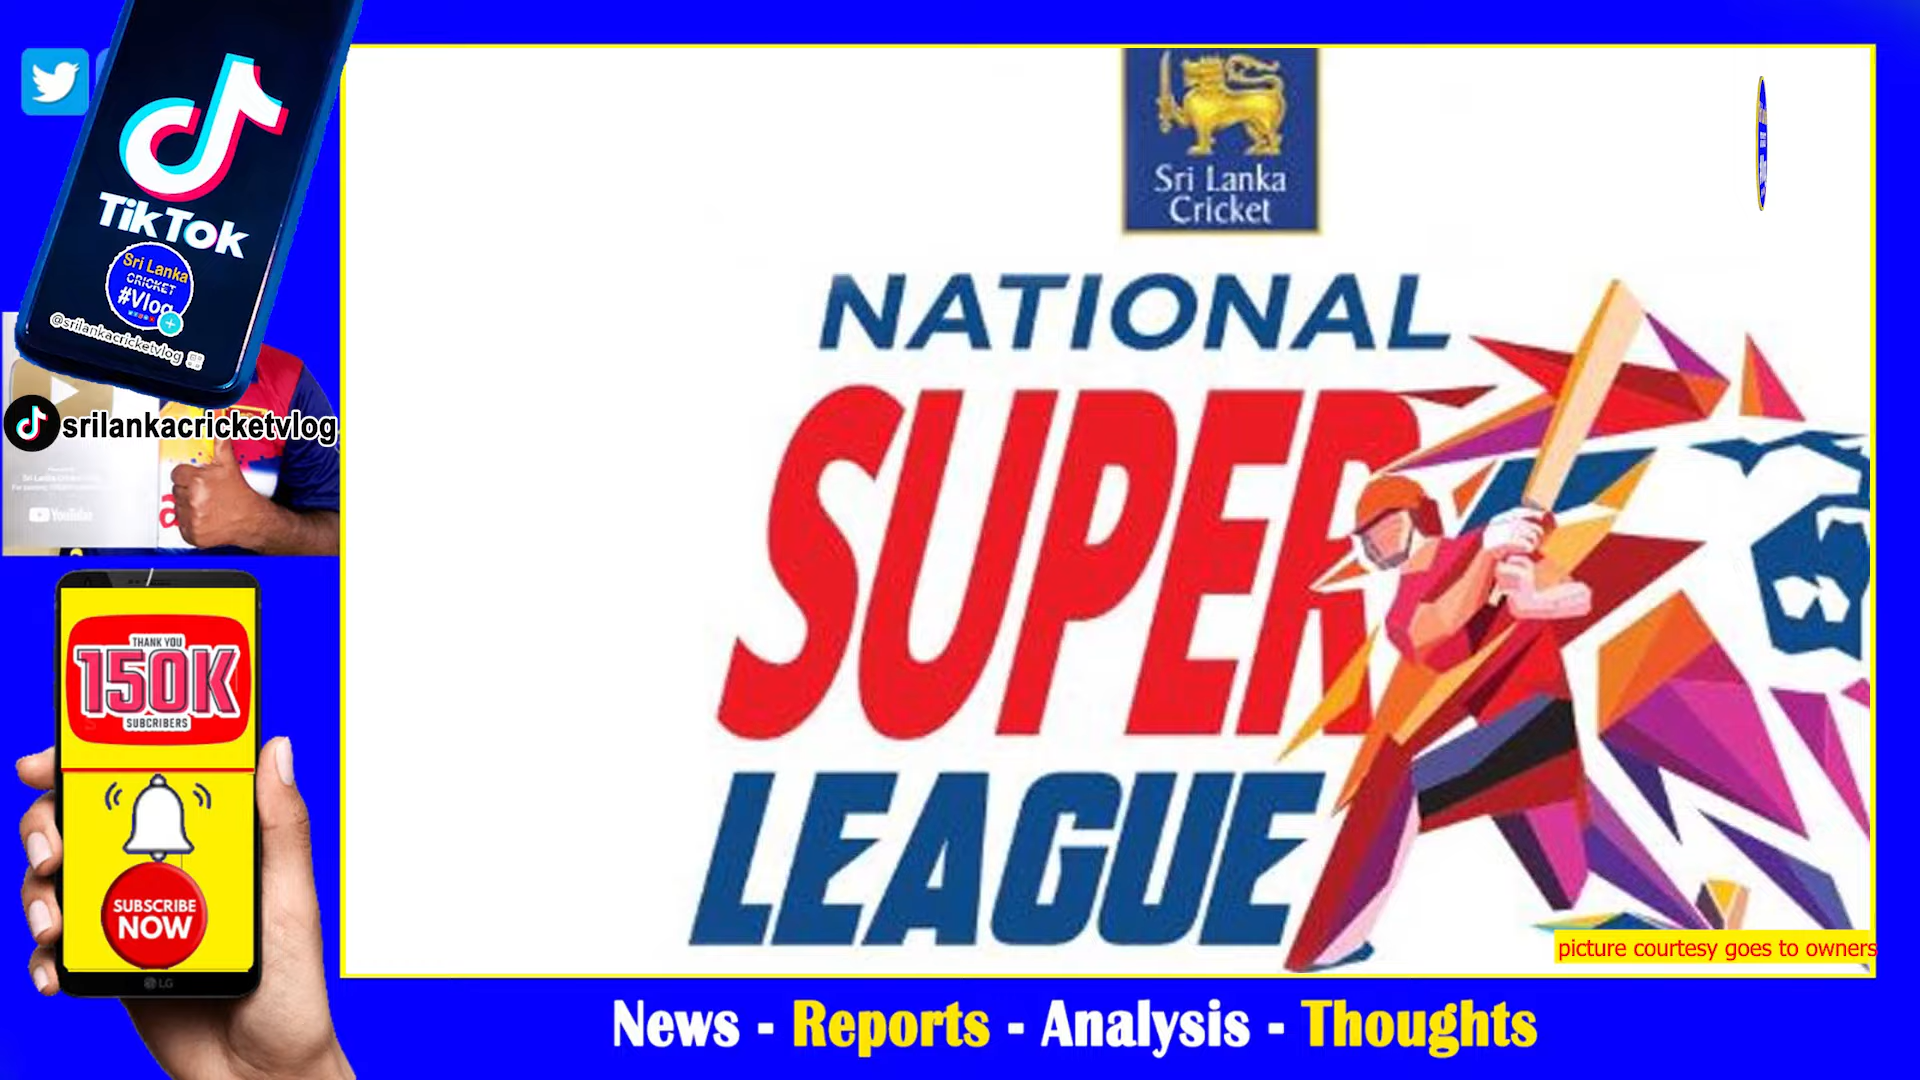 TikTok
Sri Lanka
CRICKET
#Vlog
@srilankacricketvlog
srilankacricketvlog
YouTube
THANK YOU
150K
SUBCRIBERS
SUBSCRIBE
NOW
LG
Sri Lanka
Cricket
NATIONAL
SUPER
LEAGUE
picture courtesy goes to owners
News - Reports - Analysis - Thoughts